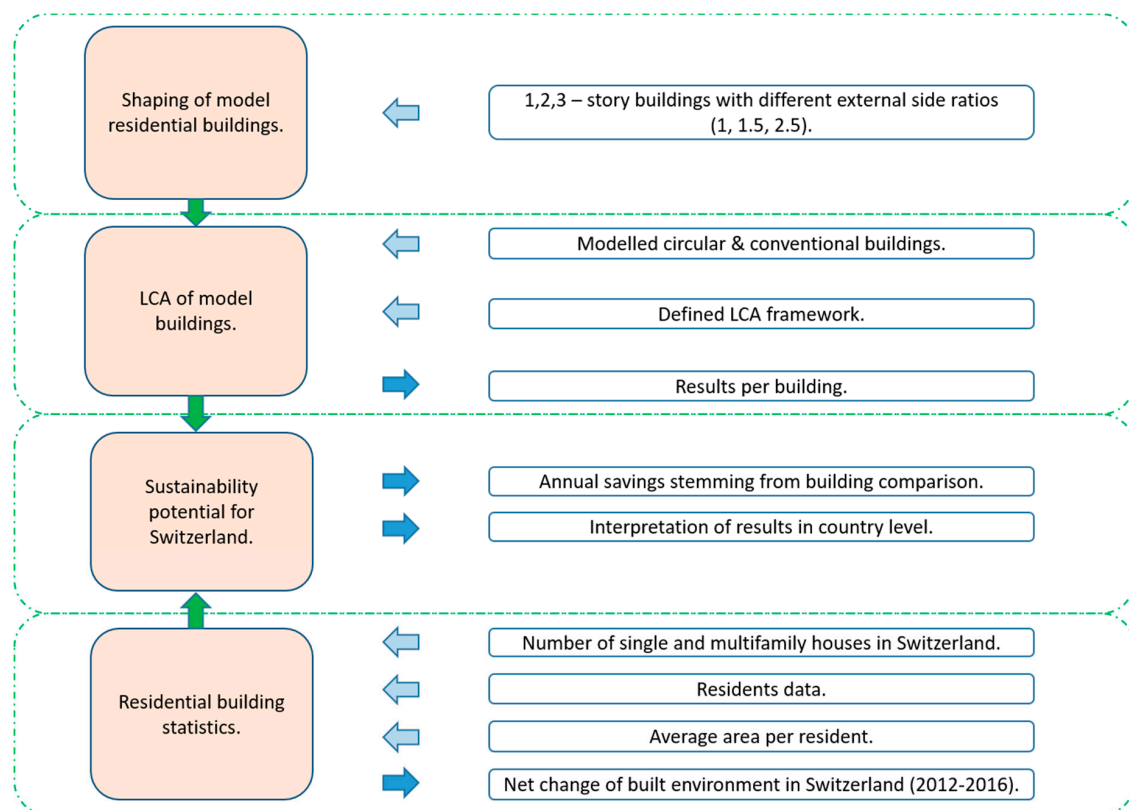 Shaping of model
residential buildings.
1,2,3 – story buildings with different external side ratios
(1, 1.5, 2.5).
LCA of model
buildings.
Modelled circular & conventional buildings.
Defined LCA framework.
Results per building.
Sustainability
potential for
Switzerland.
Annual savings stemming from building comparison.
Interpretation of results in country level.
Residential building
statistics.
Number of single and multifamily houses in Switzerland.
Residents data.
Average area per resident.
Net change of built environment in Switzerland (2012-2016).